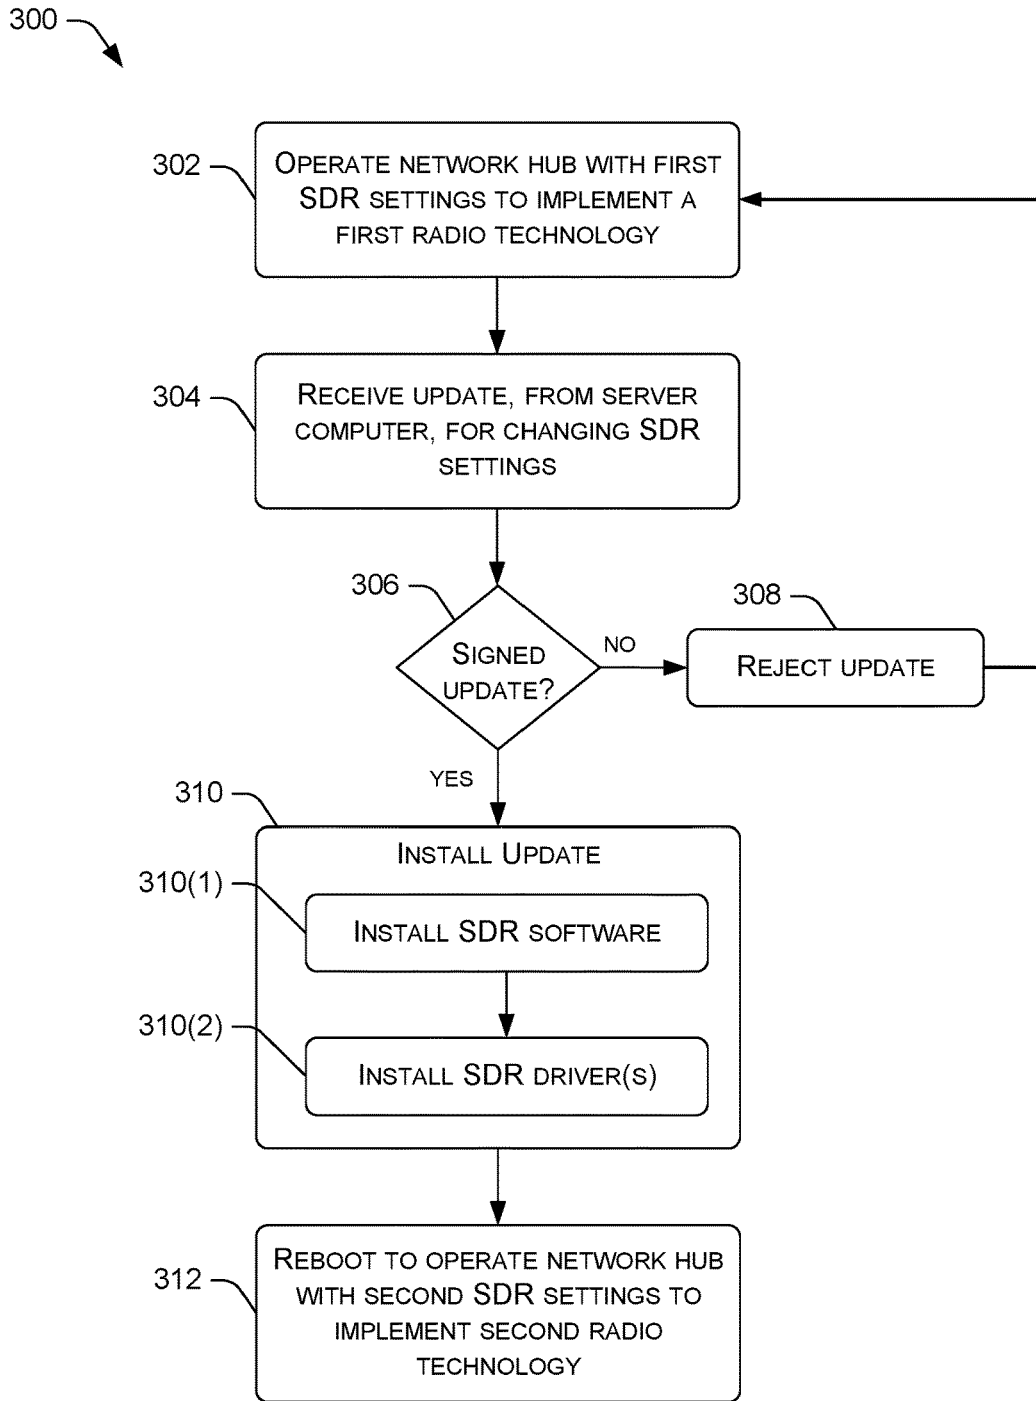 300
302
OPERATE NETWORK HUB WITH FIRST
SDR SETTINGS TO IMPLEMENT A
FIRST RADIO TECHNOLOGY
304
RECEIVE UPDATE, FROM SERVER
COMPUTER, FOR CHANGING SDR
SETTINGS
306
SIGNED
UPDATE?
NO
308
REJECT UPDATE
YES
310
INSTALL UPDATE
310(1)
INSTALL SDR SOFTWARE
310(2)
INSTALL SDR DRIVER(S)
312
REBOOT TO OPERATE NETWORK HUB
WITH SECOND SDR SETTINGS TO
IMPLEMENT SECOND RADIO
TECHNOLOGY